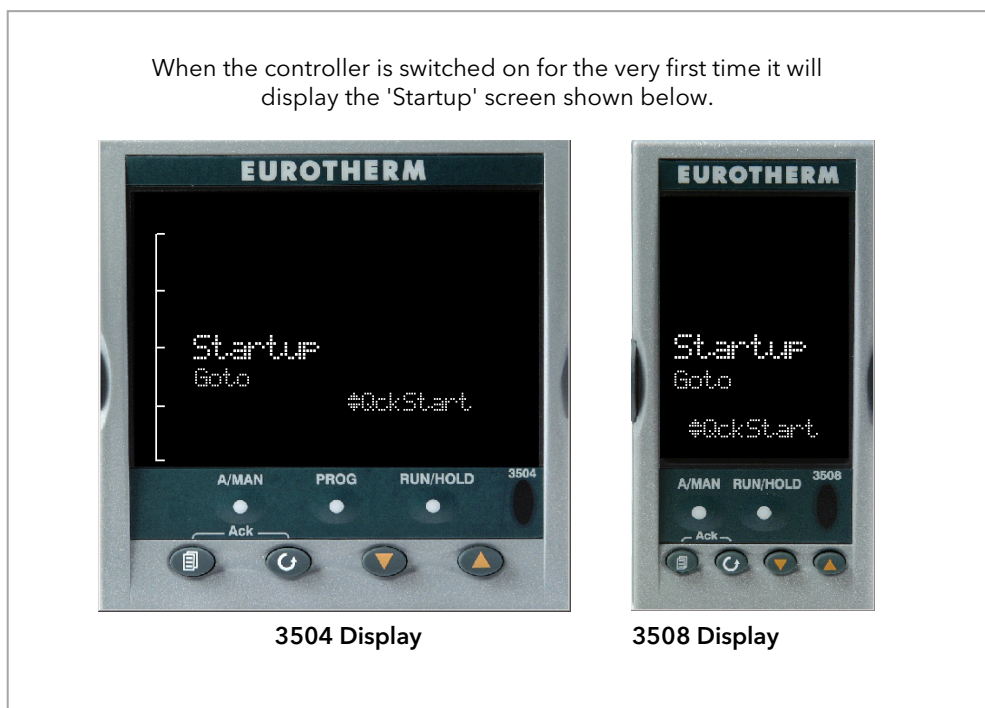 When the controller is switched on for the very first time it will
display the 'Startup' screen shown below.
EUROTHERM
Startup
Goto
QckStart
A/MAN PROG RUN/HOLD 3504
Ack
3504 Display
EUROTHERM
Startup
Goto
QckStart
A/MAN RUN/HOLD 3508
Ack
3508 Display